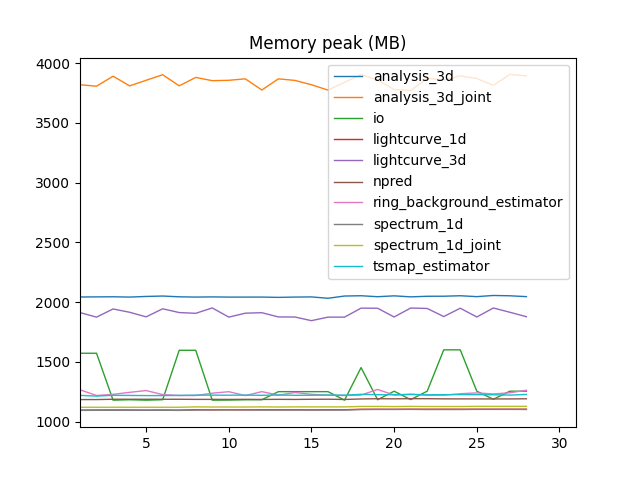 Memory peak (MB)
4000
3500
3000
2500
2000
1500
1000
analysis_3d
analysis_3d_joint
io
lightcurve_1d
lightcurve_3d
npred
ring_background_estimator
spectrum_1d
spectrum_1d_joint
tsmap_estimator
5 10 15 20 25 30